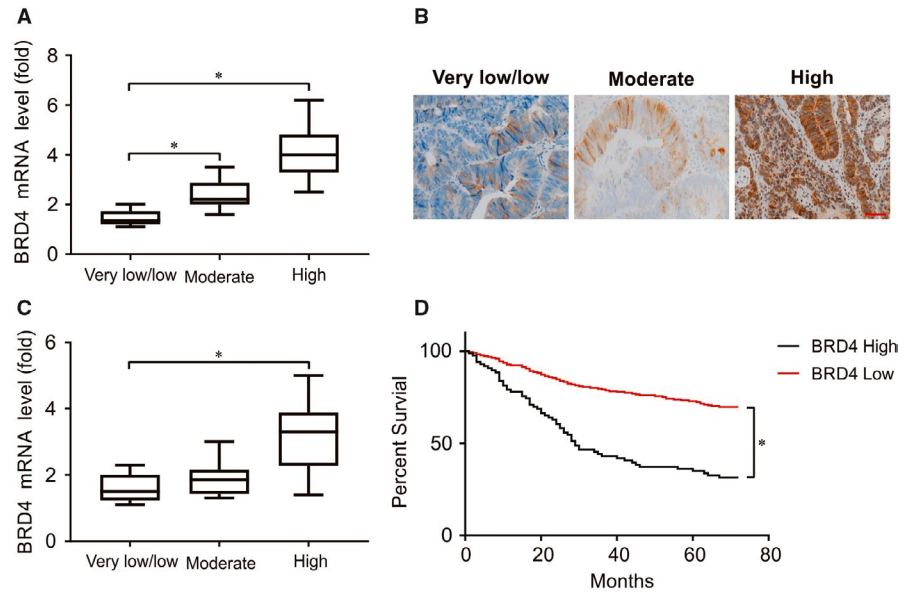 A
BRD4 mRNA level (fold)
8
6
4
2
0
*
*
Very low/low
Moderate
High
B
Very low/low
Moderate
High
C
BRD4 mRNA level (fold)
6
4
2
0
*
Very low/low
Moderate
High
D
Percent Survial
100
50
0
0
20
40
60
80
Months
BRD4 High
BRD4 Low
*